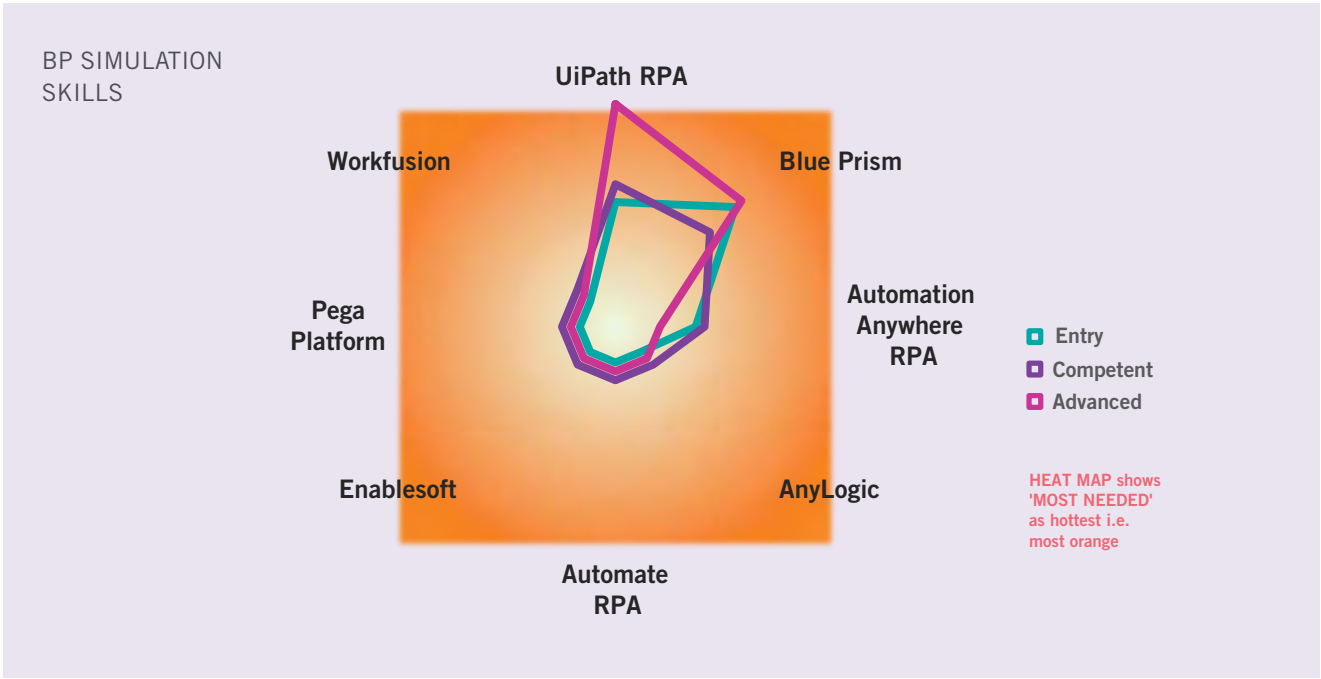 BP SIMULATION
SKILLS
UiPath RPA
Workfusion
Blue Prism
Pega
Platform
Automation
Anywhere
RPA
Entry
Competent
Advanced
Enablesoft
AnyLogic
Automate
RPA
HEAT MAP shows
'MOST NEEDED'
as hottest i.e.
most orange